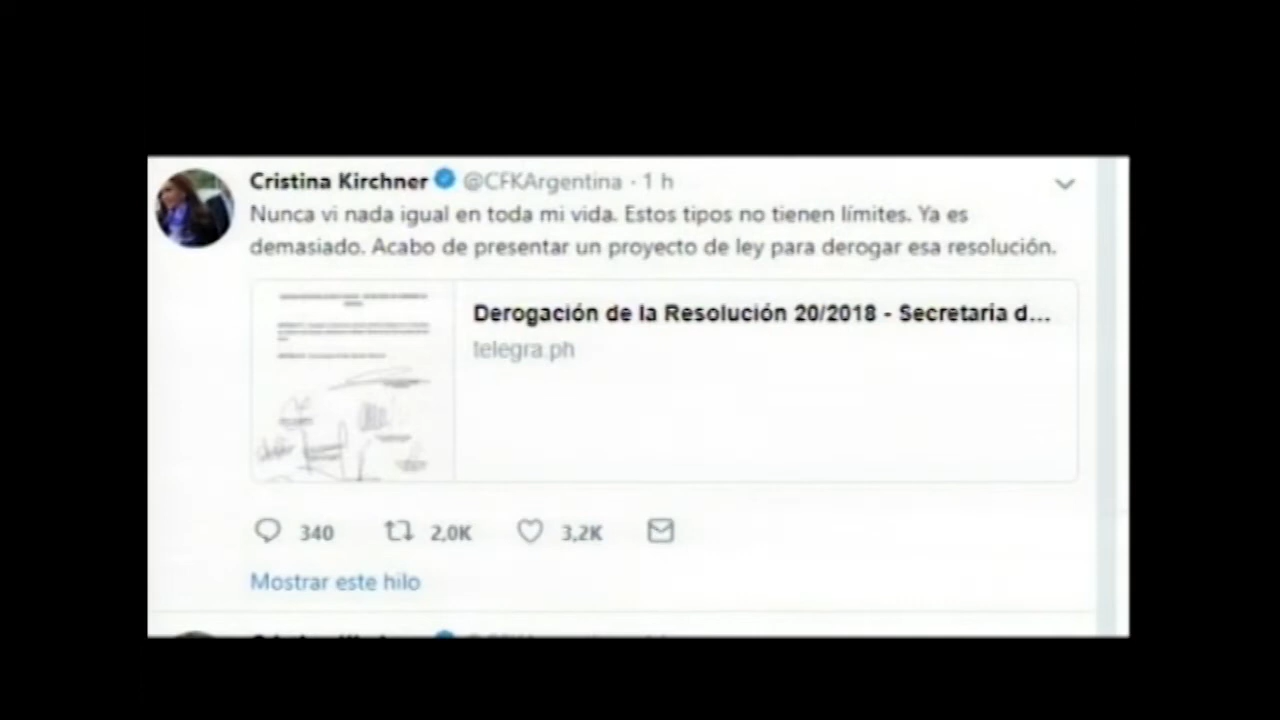 Cristina Kirchner @CFKArgentina · 1 h
Nunca vi nada igual en toda mi vida. Estos tipos no tienen límites. Ya es
demasiado. Acabo de presentar un proyecto de ley para derogar esa resolución.
Derogación de la Resolución 20/2018 - Secretaria d...
telegra.ph
340 2,0K 3,2K
Mostrar este hilo